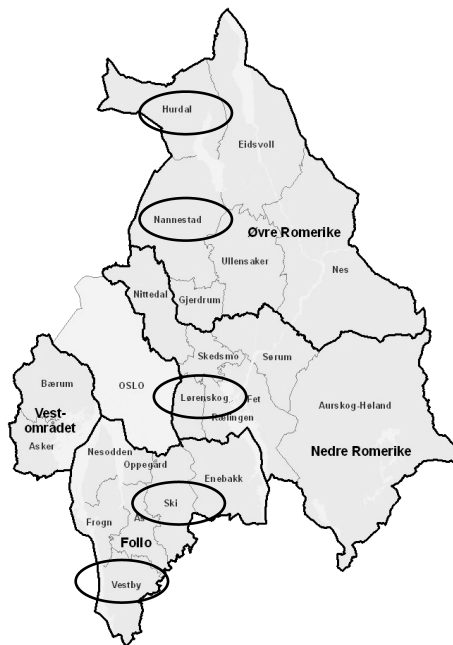 Hurdal
Eidsvoll
Nannestad
Øvre Romerike
Ullensaker
Nes
Nittedal
Gjerdrum
Skedsmo
Sørum
Bærum
OSLO
Lørenskog
Fet
Aurskog-Høland
Vest-
området
Rælingen
Asker
Nesodden
Nedre Romerike
Oppegård
Enebakk
Ski
Frogn
Ås
Follo
Vestby